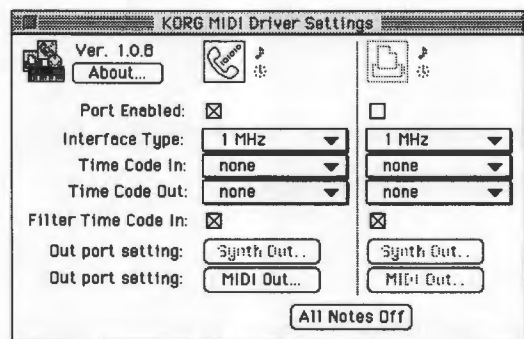 KORG MIDI Driver Settings
Ver. 1.0.8
About...
Port Enabled:
Interface Type: 1 MHz 1 MHz
Time Code In: none none
Time Code Out: none none
Filter Time Code In:
Out port setting: Synth Out.. Synth Out..
Out port setting: MIDI Out... MIDI Out..
All Notes Off